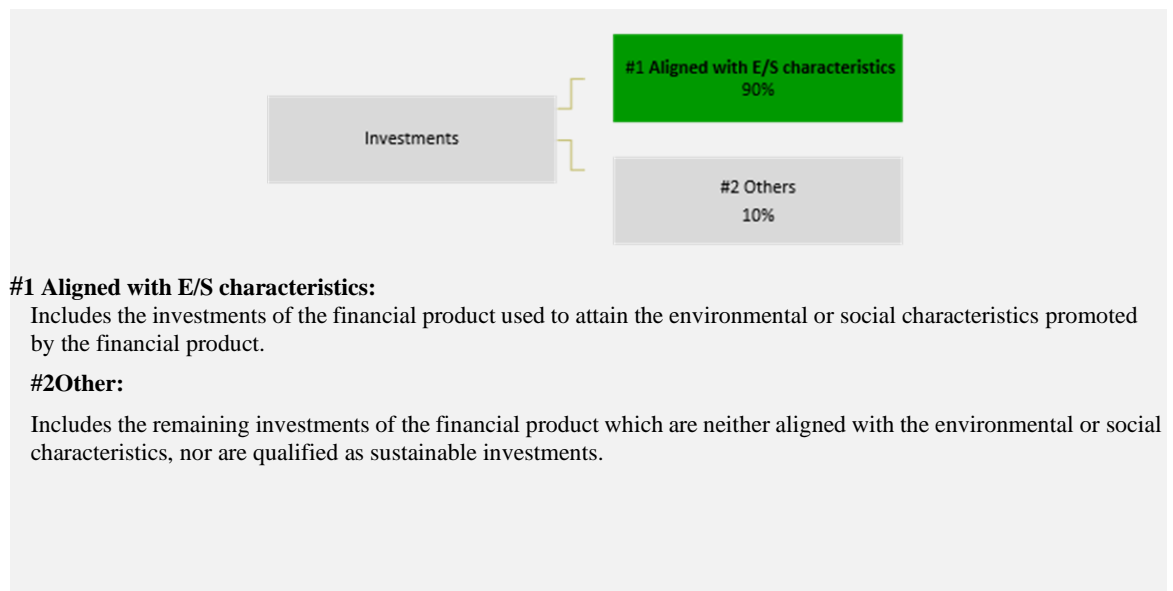 #1 Aligned with E/S characteristics
90%
Investments
#2 Others
10%
#1 Aligned with E/S characteristics:
Includes the investments of the financial product used to attain the environmental or social characteristics promoted
by the financial product.
#2Other:
Includes the remaining investments of the financial product which are neither aligned with the environmental or social
characteristics, nor are qualified as sustainable investments.